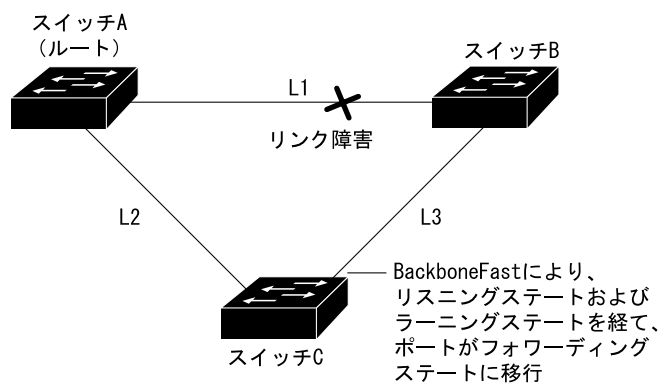 スイッチA
(ルート)
スイッチB
L1
リンク障害
L2
L3
BackboneFastにより、
リスニングステートおよび
ラーニングステートを経て、
ポートがフォワーディング
ステートに移行
スイッチC